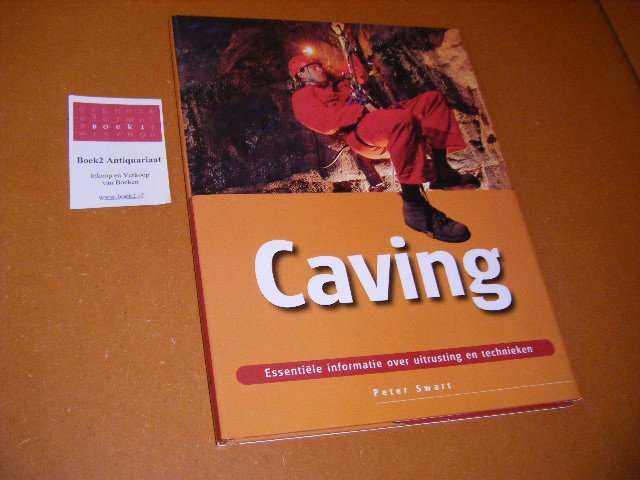 BOEK2
Boek2 Antiquariaat
Inkoop en Verkoop
van Boeken
www.boek2.nl
Caving
Essentiële informatie over uitrusting en technieken
Peter Swart